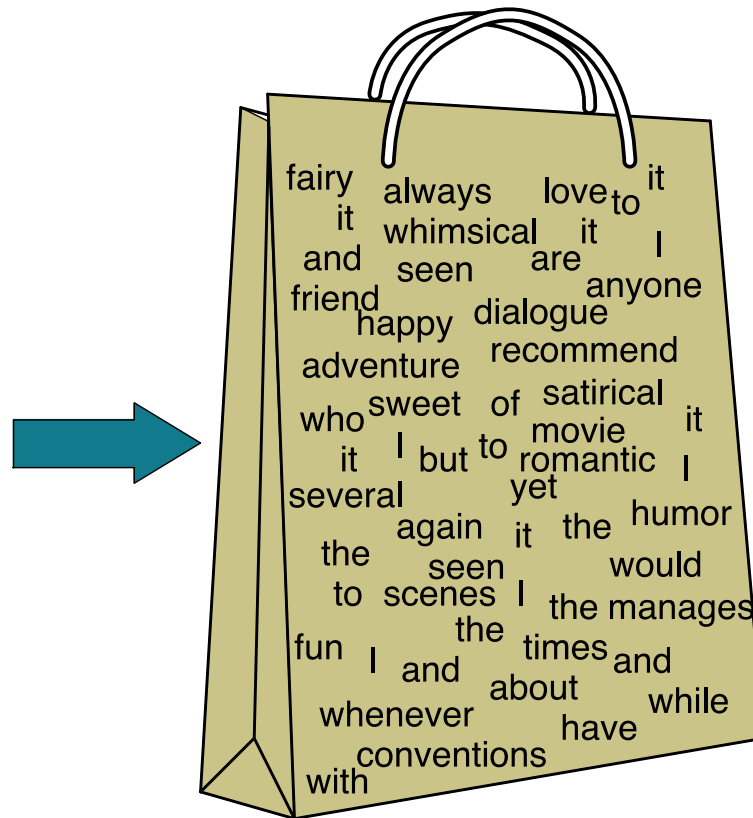 fairy always love to it
it whimsical it I
and seen are anyone
friend happy dialogue
adventure recommend
who sweet of satirical it
it I but to movie romantic I
several yet
again it the humor
the seen would
to scenes I the manages
fun I and the times and
whenever about have while
conventions
with